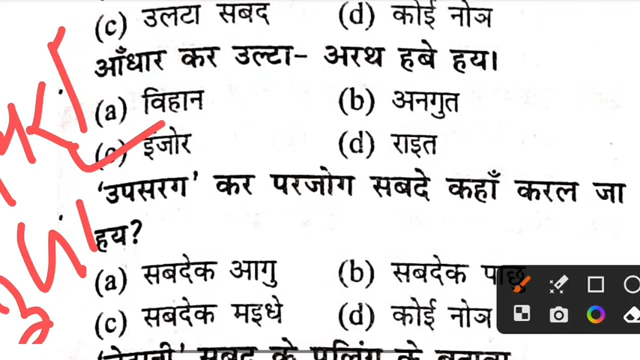 (c) उलटा सबद (d) कोई नोञ
आँधार कर उल्टा- अरथ हबे हय।
(a) विहान (b) अनगुत
(c) इंजोर (d) राइत
'उपसरग' कर परजोग सबदे कहाँ करल जा
हय?
(a) सबदेक आगु (b) सबदेक पाछु
(c) सबदेक मइधे (d) कोई नोञ